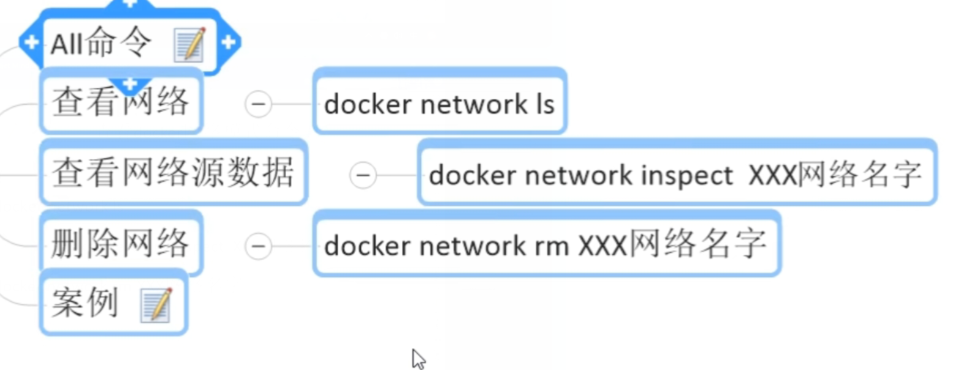 All命令
查看网络 docker network ls
查看网络源数据 docker network inspect XXX网络名字
删除网络 docker network rm XXX网络名字
案例